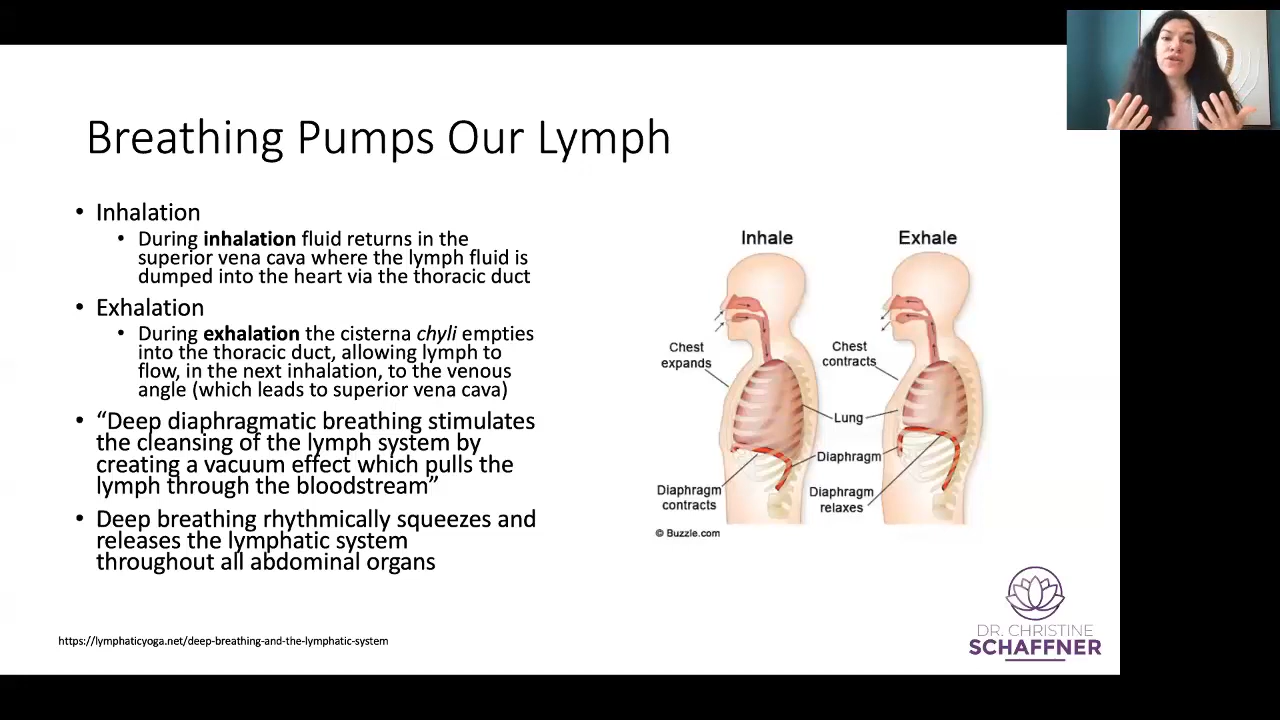 Breathing Pumps Our Lymph
• Inhalation
• During inhalation fluid returns in the
superior vena cava where the lymph fluid is
dumped into the heart via the thoracic duct
• Exhalation
• During exhalation the cisterna chyli empties
into the thoracic duct, allowing lymph to
flow, in the next inhalation, to the venous
angle (which leads to superior vena cava)
• “Deep diaphragmatic breathing stimulates
the cleansing of the lymph system by
creating a vacuum effect which pulls the
lymph through the bloodstream”
• Deep breathing rhythmically squeezes and
releases the lymphatic system
throughout all abdominal organs
https://lymphaticyoga.net/deep-breathing-and-the-lymphatic-system
Inhale
Exhale
Chest
expands
Chest
contracts
Lung
Diaphragm
Diaphragm
contracts
Diaphragm
relaxes
© Buzzle.com
DR. CHRISTINE
SCHAFFNER